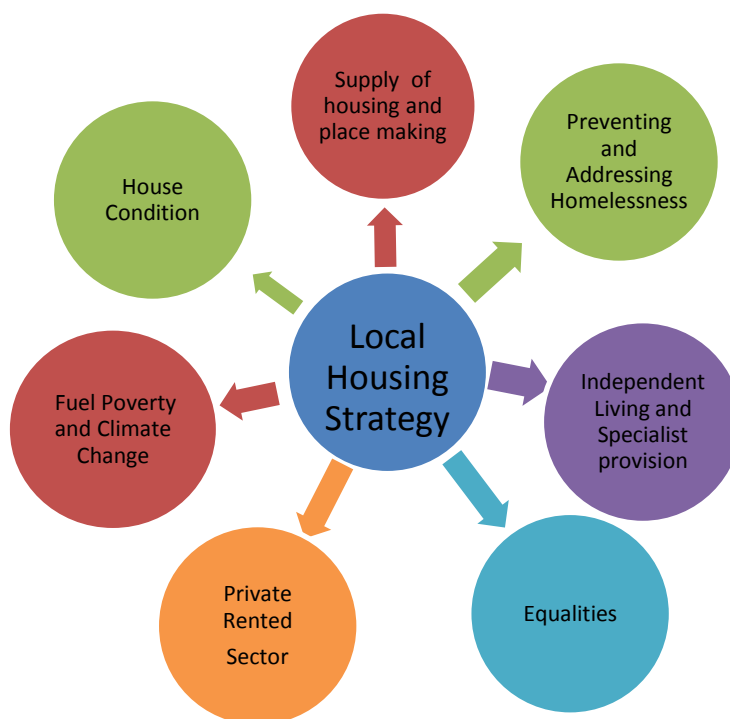 Supply of
housing and
place making
Preventing
and
Addressing
Homelessness
House
Condition
Local
Housing
Strategy
Independent
Living and
Specialist
provision
Fuel Poverty
and Climate
Change
Private
Rented
Sector
Equalities